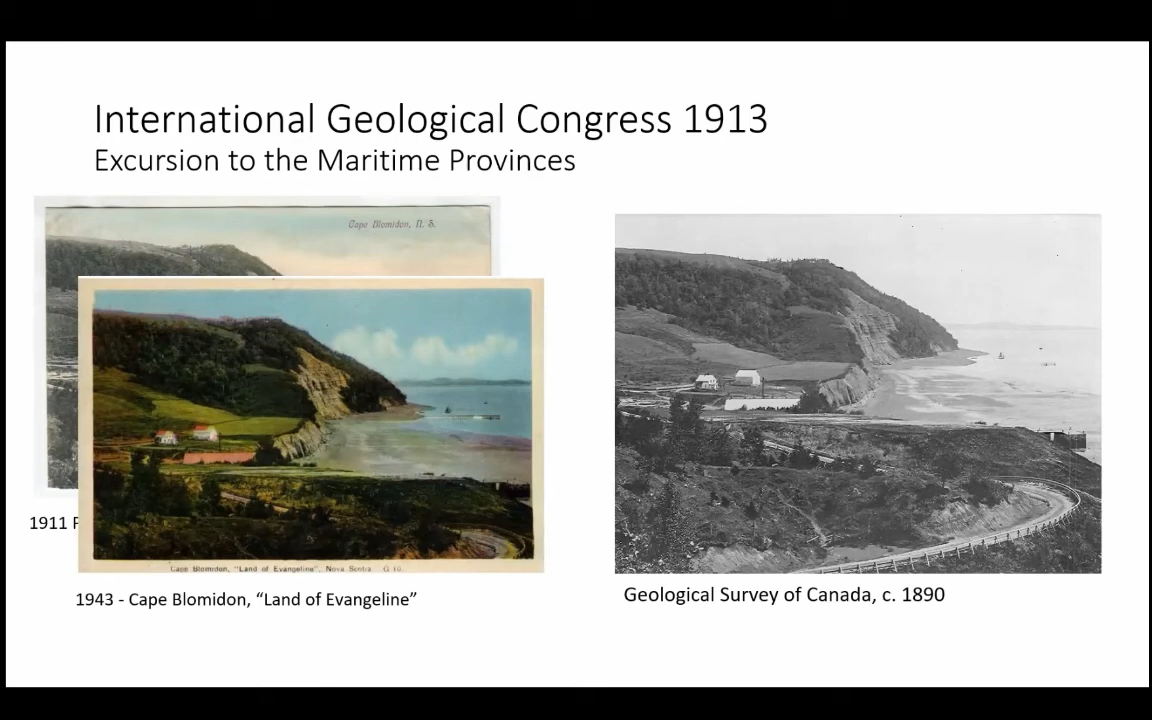 International Geological Congress 1913
Excursion to the Maritime Provinces
Cape Blomidon, N. S.
Cape Blomidon, "Land of Evangeline", Nova Scotia G 10.
1911 P
1943 - Cape Blomidon, “Land of Evangeline”
Geological Survey of Canada, c. 1890